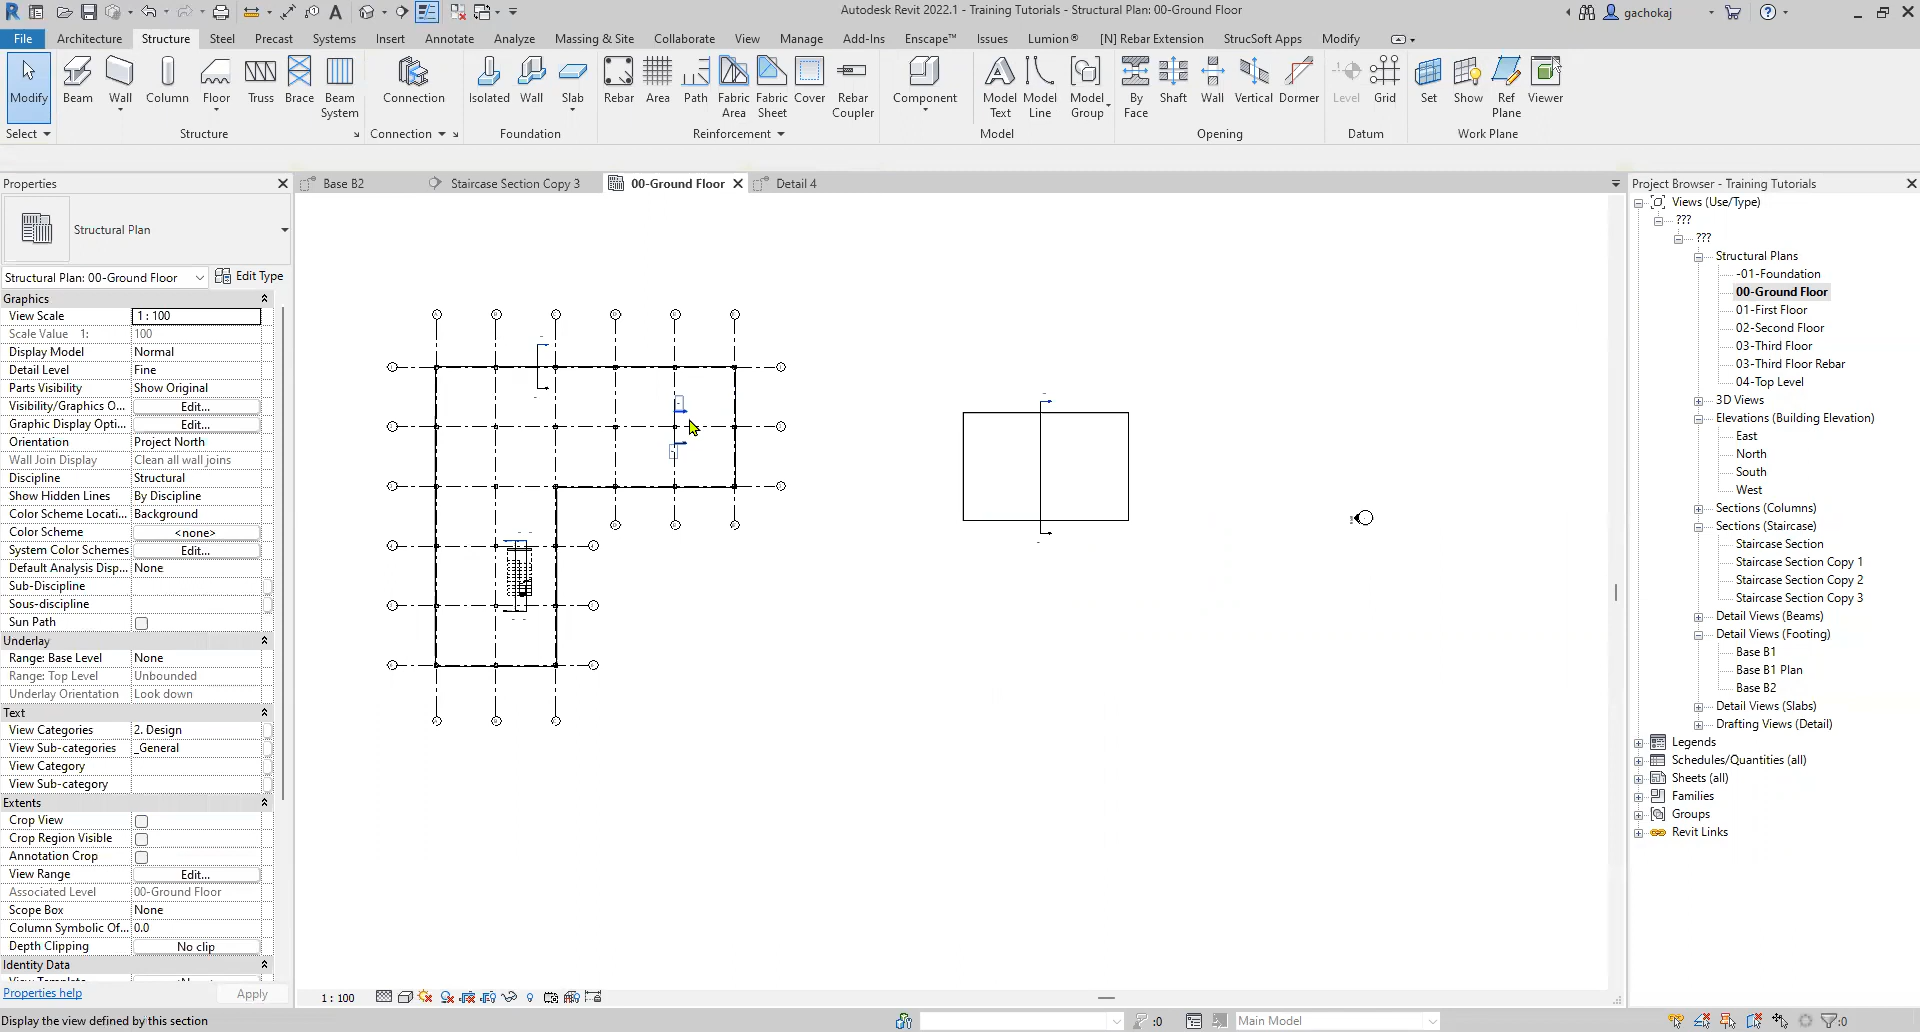 Autodesk Revit 2022.1 - Training Tutorials - Structural Plan: 00-Ground Floor
gachokaj
File Architecture Structure Steel Precast Systems Insert Annotate Analyze Massing & Site Collaborate View Manage Add-Ins Enscape™ Issues Lumion® [N] Rebar Extension StrucSoft Apps Modify
Modify Beam Wall Column Floor Truss Brace Beam System Connection Isolated Wall Slab Rebar Area Path Fabric Area Fabric Sheet Cover Rebar Coupler Component Model Text Model Line Model Group By Face Shaft Wall Vertical Dormer Level Grid Set Show Ref Plane Viewer
Select Structure Connection Foundation Reinforcement Model Opening Datum Work Plane
Properties
Base B2 Staircase Section Copy 3 00-Ground Floor Detail 4
Structural Plan
Structural Plan: 00-Ground Floor Edit Type
Graphics
View Scale 1 : 100
Scale Value 1: 100
Display Model Normal
Detail Level Fine
Parts Visibility Show Original
Visibility/Graphics O... Edit...
Graphic Display Opti... Edit...
Orientation Project North
Wall Join Display Clean all wall joins
Discipline Structural
Show Hidden Lines By Discipline
Color Scheme Locati... Background
Color Scheme <none>
System Color Schemes Edit...
Default Analysis Disp... None
Sub-Discipline
Sous-discipline
Sun Path
Underlay
Range: Base Level None
Range: Top Level Unbounded
Underlay Orientation Look down
Text
View Categories 2. Design
View Sub-categories _General
View Category
View Sub-category
Extents
Crop View
Crop Region Visible
Annotation Crop
View Range Edit...
Associated Level 00-Ground Floor
Scope Box None
Column Symbolic Of... 0.0
Depth Clipping No clip
Identity Data
Properties help Apply
1 : 100
Display the view defined by this section
:0
Main Model
:0
Project Browser - Training Tutorials
Views (Use/Type)
???
???
Structural Plans
-01-Foundation
00-Ground Floor
01-First Floor
02-Second Floor
03-Third Floor
03-Third Floor Rebar
04-Top Level
3D Views
Elevations (Building Elevation)
East
North
South
West
Sections (Columns)
Sections (Staircase)
Staircase Section
Staircase Section Copy 1
Staircase Section Copy 2
Staircase Section Copy 3
Detail Views (Beams)
Detail Views (Footing)
Base B1
Base B1 Plan
Base B2
Detail Views (Slabs)
Drafting Views (Detail)
Legends
Schedules/Quantities (all)
Sheets (all)
Families
Groups
Revit Links